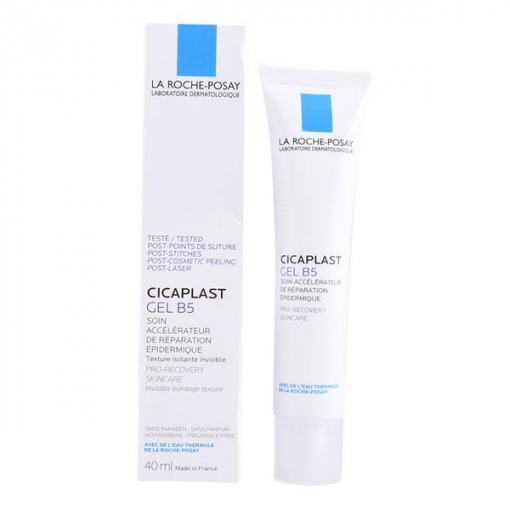 LA ROCHE-POSAY
LABORATOIRE DERMATOLOGIQUE
TESTÉ / TESTED
POST-POINTS DE SUTURE
POST-STITCHES
POST-COSMETIC PEELING
POST-LASER
CICAPLAST
GEL B5
SOIN
ACCÉLÉRATEUR
DE RÉPARATION
ÉPIDERMIQUE
Texture isolante invisible
PRO-RECOVERY
SKINCARE
Invisible bandage texture
SANS PARABEN - SANS PARFUM
NO PARABENS - FRAGRANCE-FREE
AVEC DE L'EAU THERMALE
DE LA ROCHE-POSAY
40 ml Made in France
LA ROCHE-POSAY
LABORATOIRE DERMATOLOGIQUE
CICAPLAST
GEL B5
SOIN ACCÉLÉRATEUR
DE RÉPARATION
ÉPIDERMIQUE
PRO-RECOVERY
SKINCARE
AVEC DE L'EAU THERMALE
DE LA ROCHE-POSAY